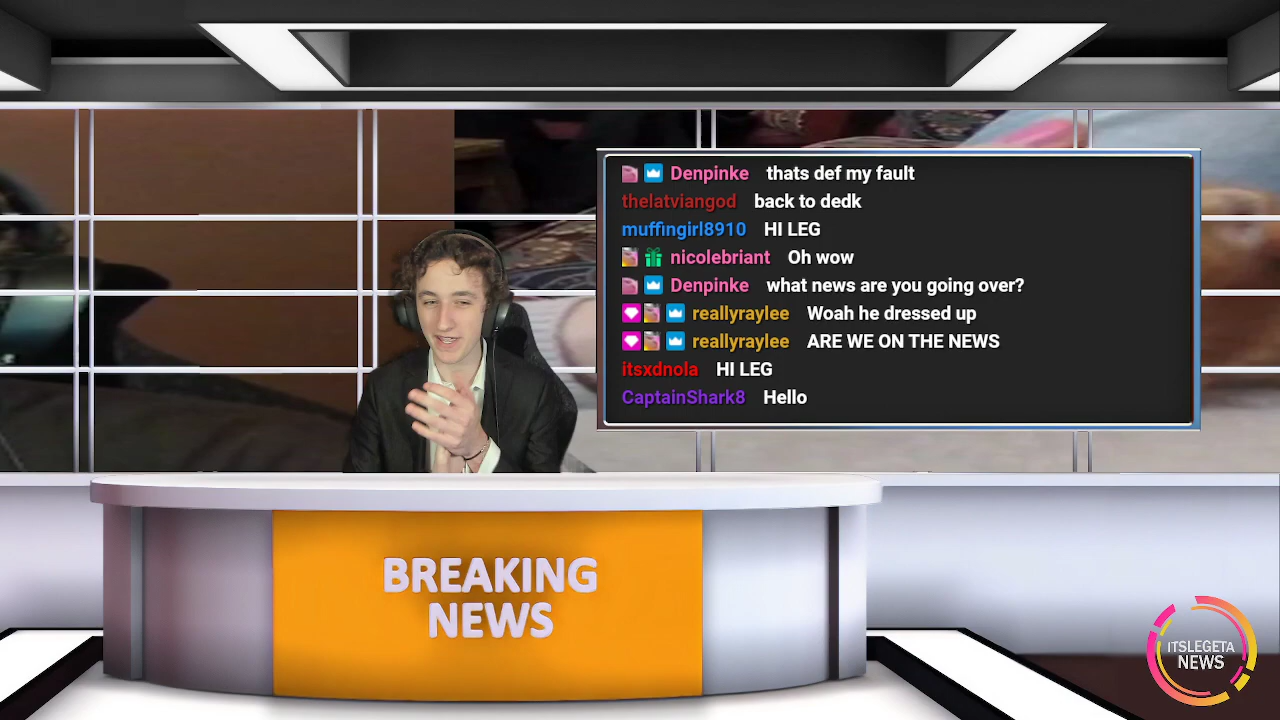 Denpinke thats def my fault
thelatviangod back to dedk
muffingirl8910 HI LEG
nicolebriant Oh wow
Denpinke what news are you going over?
reallyraylee Woah he dressed up
reallyraylee ARE WE ON THE NEWS
itsxdnola HI LEG
CaptainShark8 Hello
BREAKING
NEWS
ITSLEGETA
NEWS